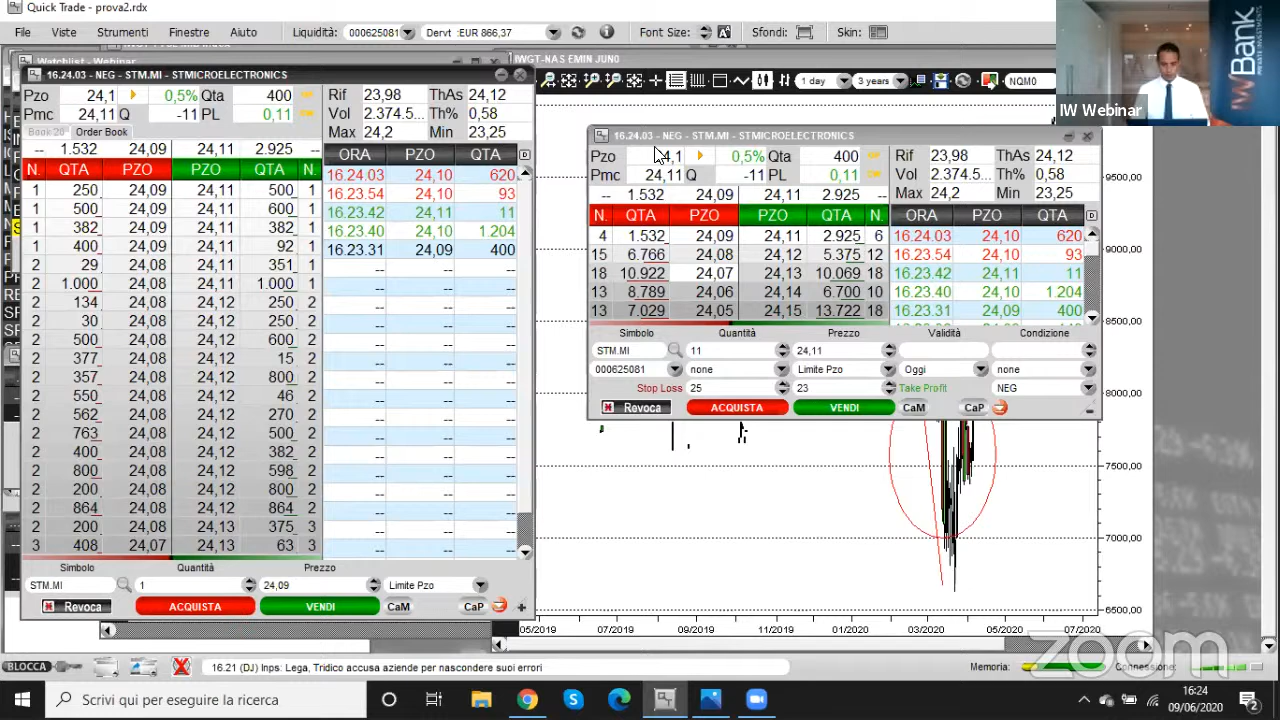 Quick Trade - prova2.rdx
File Viste Strumenti Finestre Aiuto Liquidità: 000625081 Dervt :EUR 866,37 Font Size: A Sfondi: Skin:
IWBank
PRIVATE INVESTMENTS
IW Webinar
IWGT-NAS EMIN JUN0
1 day 3 years NQM0
16.24.03 - NEG - STM.MI - STMICROELECTRONICS
Pzo 24,1 0,5% Qta 400 Rif 23,98 ThAs 24,12
Pmc 24,11 Q -11 PL 0,11 Vol 2.374.5... Th% 0,58
Book 20 Order Book Max 24,2 Min 23,25
-- 1.532 24,09 24,11 2.925 -- ORA PZO QTA D
N. QTA PZO PZO QTA N. 16.24.03 24,10 620
1 250 24,09 24,11 500 1 16.23.54 24,10 93
1 500 24,09 24,11 600 1 16.23.42 24,11 11
1 382 24,09 24,11 382 1 16.23.40 24,11 1.204
1 400 24,09 24,11 92 1 16.23.31 24,09 400
2 29 24,08 24,11 351 1 -- -- --
2 1.000 24,08 24,11 1.000 1 -- -- --
2 134 24,08 24,12 250 2 -- -- --
2 30 24,08 24,12 250 2 -- -- --
2 500 24,08 24,12 600 2 -- -- --
2 377 24,08 24,12 15 2 -- -- --
2 357 24,08 24,12 800 2 -- -- --
2 550 24,08 24,12 46 2 -- -- --
2 562 24,08 24,12 270 2 -- -- --
2 763 24,08 24,12 500 2 -- -- --
2 400 24,08 24,12 382 2 -- -- --
2 800 24,08 24,12 598 2 -- -- --
2 200 24,08 24,12 800 2 -- -- --
2 864 24,08 24,12 864 2 -- -- --
2 200 24,08 24,13 375 3 -- -- --
3 408 24,07 24,13 63 3 -- -- --
Simbolo Quantità Prezzo
STM.MI 1 24,09 Limite Pzo
Revoca ACQUISTA VENDI CaM CaP
16.24.03 - NEG - STM.MI - STMICROELECTRONICS
Pzo 24,1 0,5% Qta 400 Rif 23,98 ThAs 24,12
Pmc 24,11 Q -11 PL 0,11 Vol 2.374.5... Th% 0,58
-- 1.532 24,09 24,11 2.925 -- Max 24,2 Min 23,25
N. QTA PZO PZO QTA N. ORA PZO QTA D
4 1.532 24,09 24,11 2.925 6 16.24.03 24,10 620
15 6.766 24,08 24,12 5.375 12 16.23.54 24,10 93
18 10.922 24,07 24,13 10.069 18 16.23.42 24,11 11
13 8.789 24,06 24,14 6.700 10 16.23.40 24,10 1.204
13 7.029 24,05 24,15 13.722 18 16.23.31 24,09 400
Simbolo Quantità Prezzo Validità Condizione
STM.MI 11 24,11
000625081 none Limite Pzo Oggi none
Stop Loss 25 23 Take Profit NEG
Revoca ACQUISTA VENDI CaM CaP
9500,00
9000,00
8500,00
8000,00
7500,00
7000,00
6500,00
05/2019 07/2019 09/2019 11/2019 01/2020 03/2020 05/2020 07/2020
zoom
BLOCCA 16.21 (DJ) Inps: Lega, Tridico accusa aziende per nascondere suoi errori Memoria: Connessione:
Scrivi qui per eseguire la ricerca
16:24
09/06/2020
2